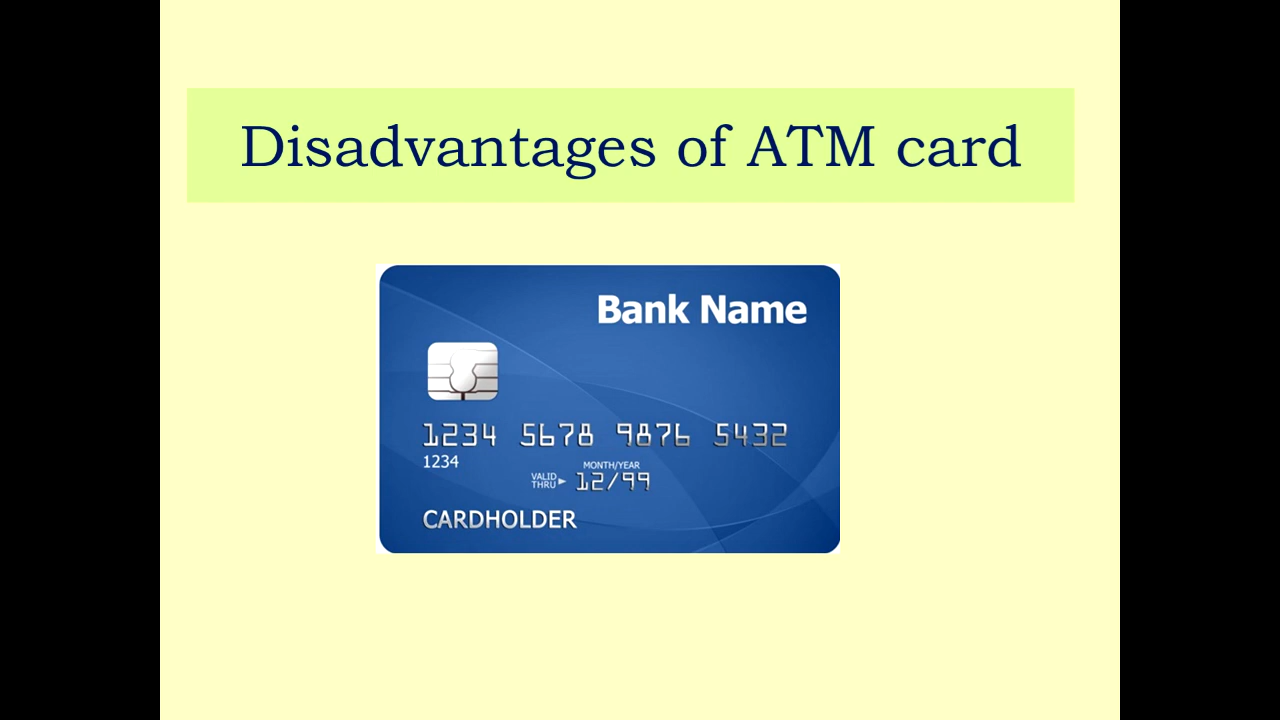 Disadvantages of ATM card
Bank Name
1234 5678 9876 5432
1234
MONTH/YEAR
VALID
THRU 12/99
CARDHOLDER